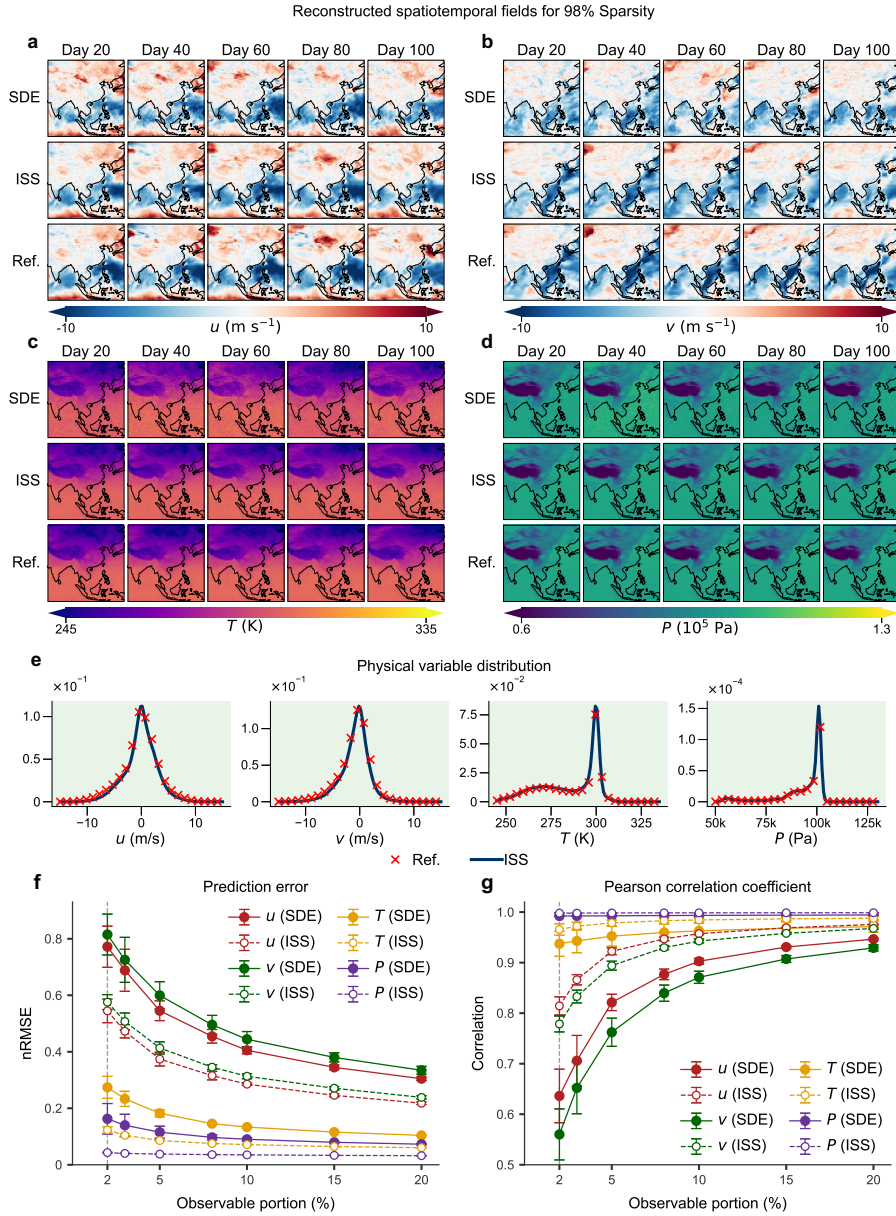 Reconstructed spatiotemporal fields for 98% Sparsity
a
Day 20 Day 40 Day 60 Day 80 Day 100
SDE
ISS
Ref.
-10 u (m s⁻¹) 10
b
Day 20 Day 40 Day 60 Day 80 Day 100
SDE
ISS
Ref.
-10 v (m s⁻¹) 10
c
Day 20 Day 40 Day 60 Day 80 Day 100
SDE
ISS
Ref.
245 T (K) 335
d
Day 20 Day 40 Day 60 Day 80 Day 100
SDE
ISS
Ref.
0.6 P (10⁵ Pa) 1.3
e
Physical variable distribution
×10⁻¹
1.0
0.5
0
−10 0 10
u (m/s)
×10⁻¹
1.0
0.5
0
−10 0 10
v (m/s)
×10⁻²
7.5
5.0
2.5
0
250 275 300 325
T (K)
×10⁻⁴
1.5
1.0
0.5
0
50k 75k 100k 125k
P (Pa)
Ref. ISS
f
Prediction error
nRMSE
0.8
0.6
0.4
0.2
0
2 5 10 15 20
Observable portion (%)
u (SDE)
u (ISS)
v (SDE)
v (ISS)
T (SDE)
T (ISS)
P (SDE)
P (ISS)
g
Pearson correlation coefficient
Correlation
1.0
0.9
0.8
0.7
0.6
0.5
2 5 10 15 20
Observable portion (%)
u (SDE)
u (ISS)
v (SDE)
v (ISS)
T (SDE)
T (ISS)
P (SDE)
P (ISS)